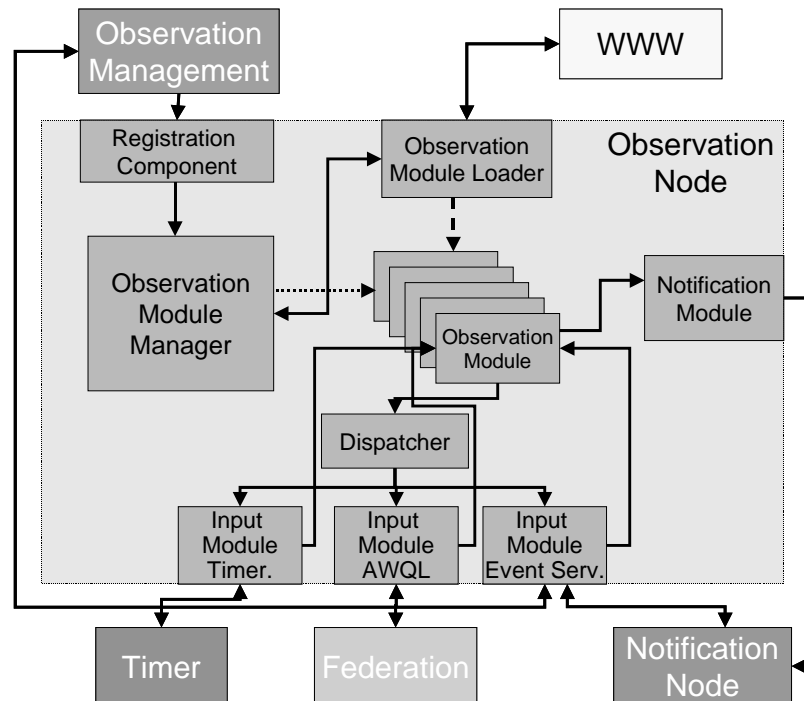 Observation
Management
WWW
Registration
Component
Observation
Module Loader
Observation
Node
Observation
Module
Manager
Notification
Module
Observation
Module
Dispatcher
Input
Module
Timer.
Input
Module
AWQL
Input
Module
Event Serv.
Timer
Federation
Notification
Node